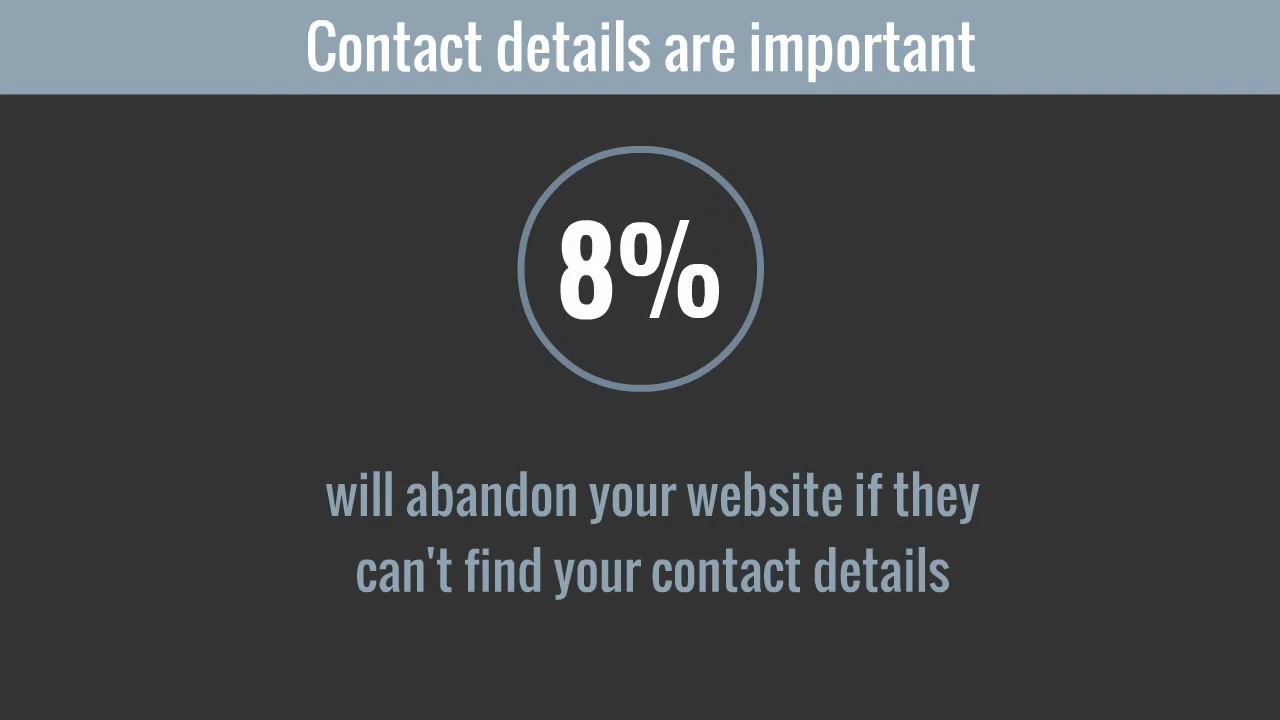 Contact details are important
8%
will abandon your website if they
can't find your contact details